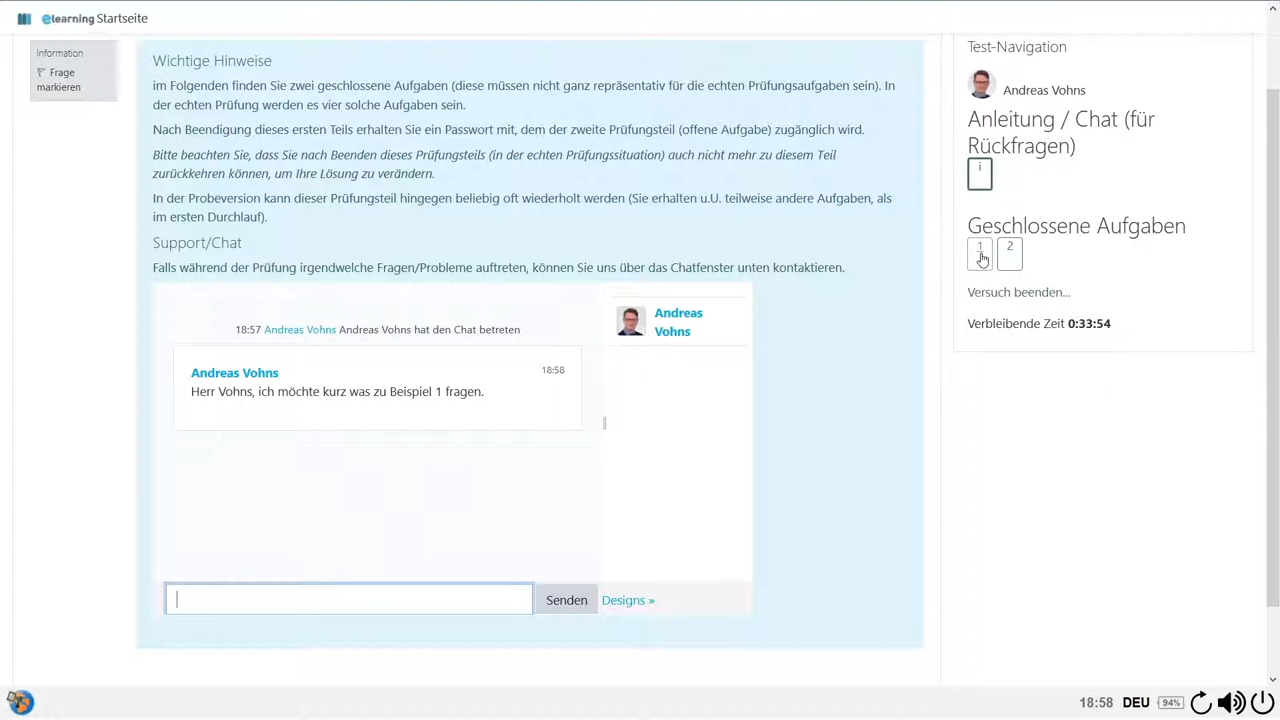 elearning Startseite
Information
Frage
markieren
Wichtige Hinweise
im Folgenden finden Sie zwei geschlossene Aufgaben (diese müssen nicht ganz repräsentativ für die echten Prüfungsaufgaben sein). In
der echten Prüfung werden es vier solche Aufgaben sein.
Nach Beendigung dieses ersten Teils erhalten Sie ein Passwort mit, dem der zweite Prüfungsteil (offene Aufgabe) zugänglich wird.
Bitte beachten Sie, dass Sie nach Beenden dieses Prüfungsteils (in der echten Prüfungssituation) auch nicht mehr zu diesem Teil
zurückkehren können, um Ihre Lösung zu verändern.
In der Probeversion kann dieser Prüfungsteil hingegen beliebig oft wiederholt werden (Sie erhalten u.U. teilweise andere Aufgaben, als
im ersten Durchlauf).
Support/Chat
Falls während der Prüfung irgendwelche Fragen/Probleme auftreten, können Sie uns über das Chatfenster unten kontaktieren.
18:57 Andreas Vohns Andreas Vohns hat den Chat betreten
Andreas Vohns 18:58
Herr Vohns, ich möchte kurz was zu Beispiel 1 fragen.
Andreas
Vohns
Senden
Designs »
Test-Navigation
Andreas Vohns
Anleitung / Chat (für
Rückfragen)
i
Geschlossene Aufgaben
1 2
Versuch beenden...
Verbleibende Zeit 0:33:54
18:58 DEU 94%